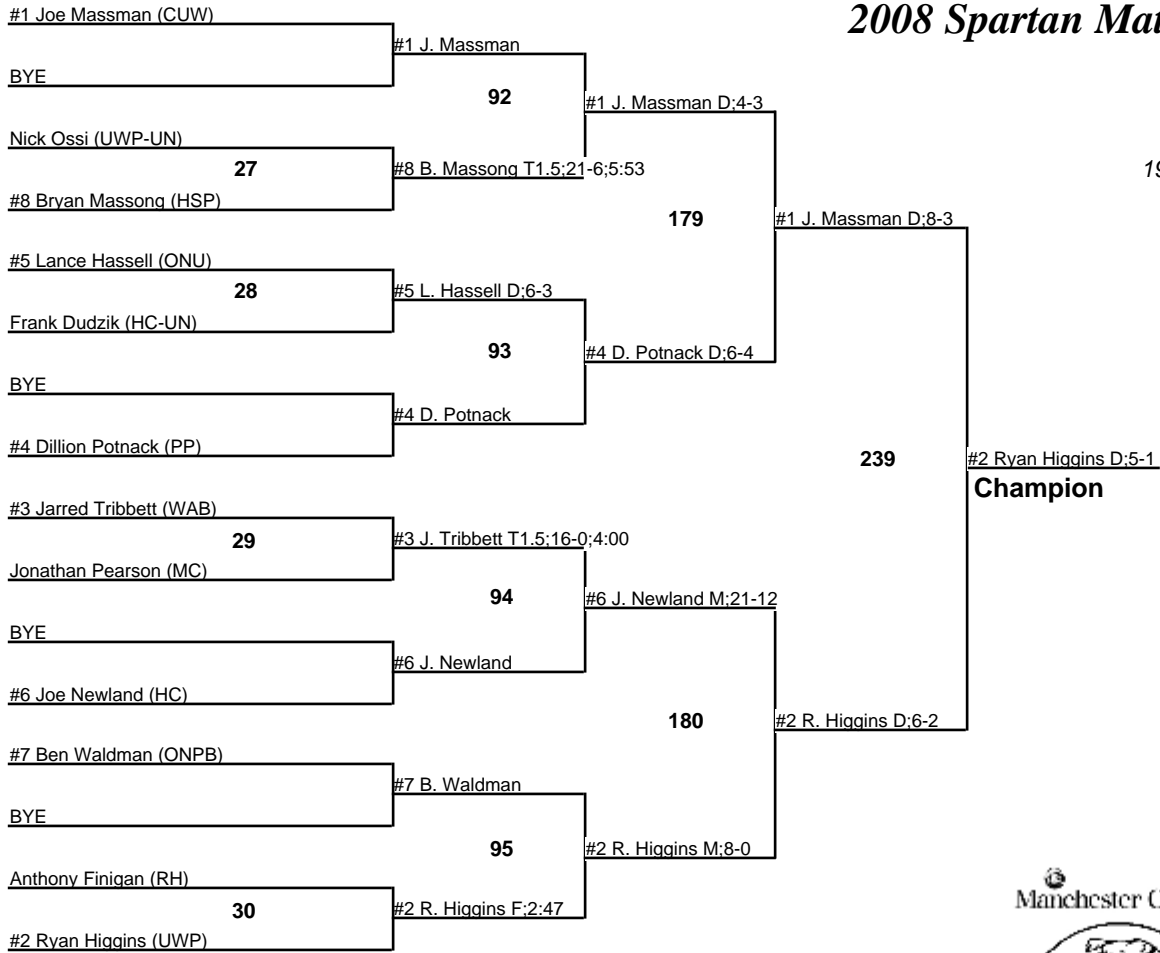 #1 Joe Massman (CUW)
2008 Spartan Mat
#1 J. Massman
BYE
92
#1 J. Massman D;4-3
Nick Ossi (UWP-UN)
27
#8 B. Massong T1.5;21-6;5:53
19
#8 Bryan Massong (HSP)
179
#1 J. Massman D;8-3
#5 Lance Hassell (ONU)
28
#5 L. Hassell D;6-3
Frank Dudzik (HC-UN)
93
#4 D. Potnack D;6-4
BYE
#4 D. Potnack
#4 Dillion Potnack (PP)
239
#2 Ryan Higgins D;5-1
Champion
#3 Jarred Tribbett (WAB)
29
#3 J. Tribbett T1.5;16-0;4:00
Jonathan Pearson (MC)
94
#6 J. Newland M;21-12
BYE
#6 J. Newland
#6 Joe Newland (HC)
180
#2 R. Higgins D;6-2
#7 Ben Waldman (ONPB)
#7 B. Waldman
BYE
95
#2 R. Higgins M;8-0
Anthony Finigan (RH)
30
#2 R. Higgins F;2:47
#2 Ryan Higgins (UWP)
Manchester C